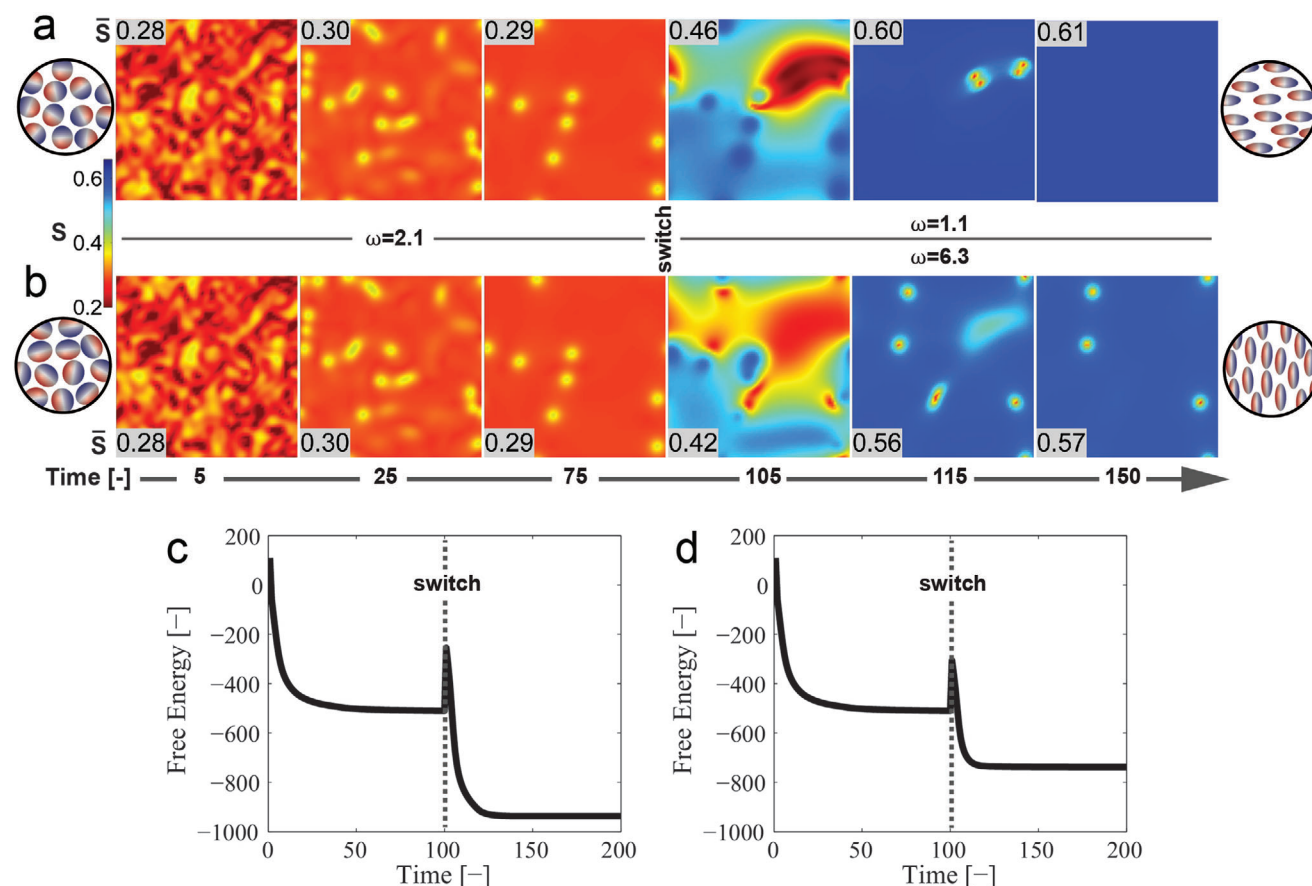 a
S̄ 0.28 0.30 0.29 0.46 0.60 0.61
0.6
S 0.4
0.2
ω=2.1 switch ω=1.1
ω=6.3
b
S̄ 0.28 0.30 0.29 0.42 0.56 0.57
Time [-] 5 25 75 105 115 150
c
switch
Free Energy [−]
200
0
−200
−400
−600
−800
−1000
0 50 100 150 200
Time [−]
d
switch
Free Energy [−]
200
0
−200
−400
−600
−800
−1000
0 50 100 150 200
Time [−]